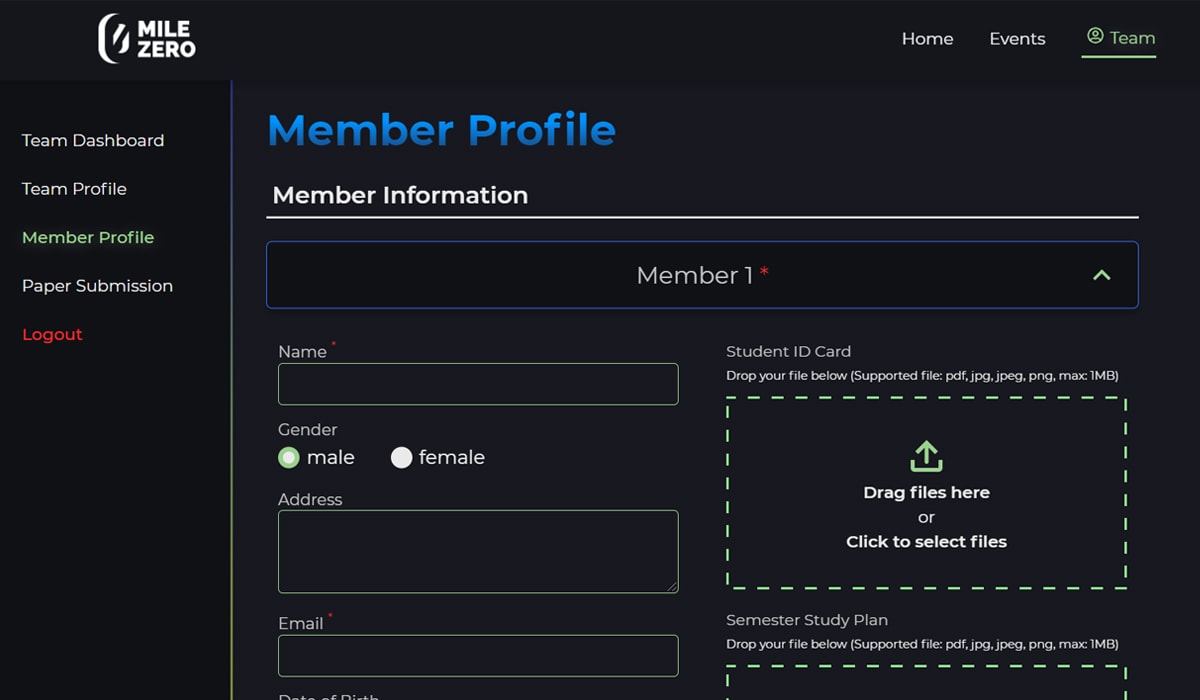 MILE
ZERO
Home
Events
Team
Team Dashboard
Team Profile
Member Profile
Paper Submission
Logout
Member Profile
Member Information
Member 1 *
Name *
Gender
male
female
Address
Email *
Date of Birth
Student ID Card
Drop your file below (Supported file: pdf, jpg, jpeg, png, max: 1MB)
Drag files here
or
Click to select files
Semester Study Plan
Drop your file below (Supported file: pdf, jpg, jpeg, png, max: 1MB)